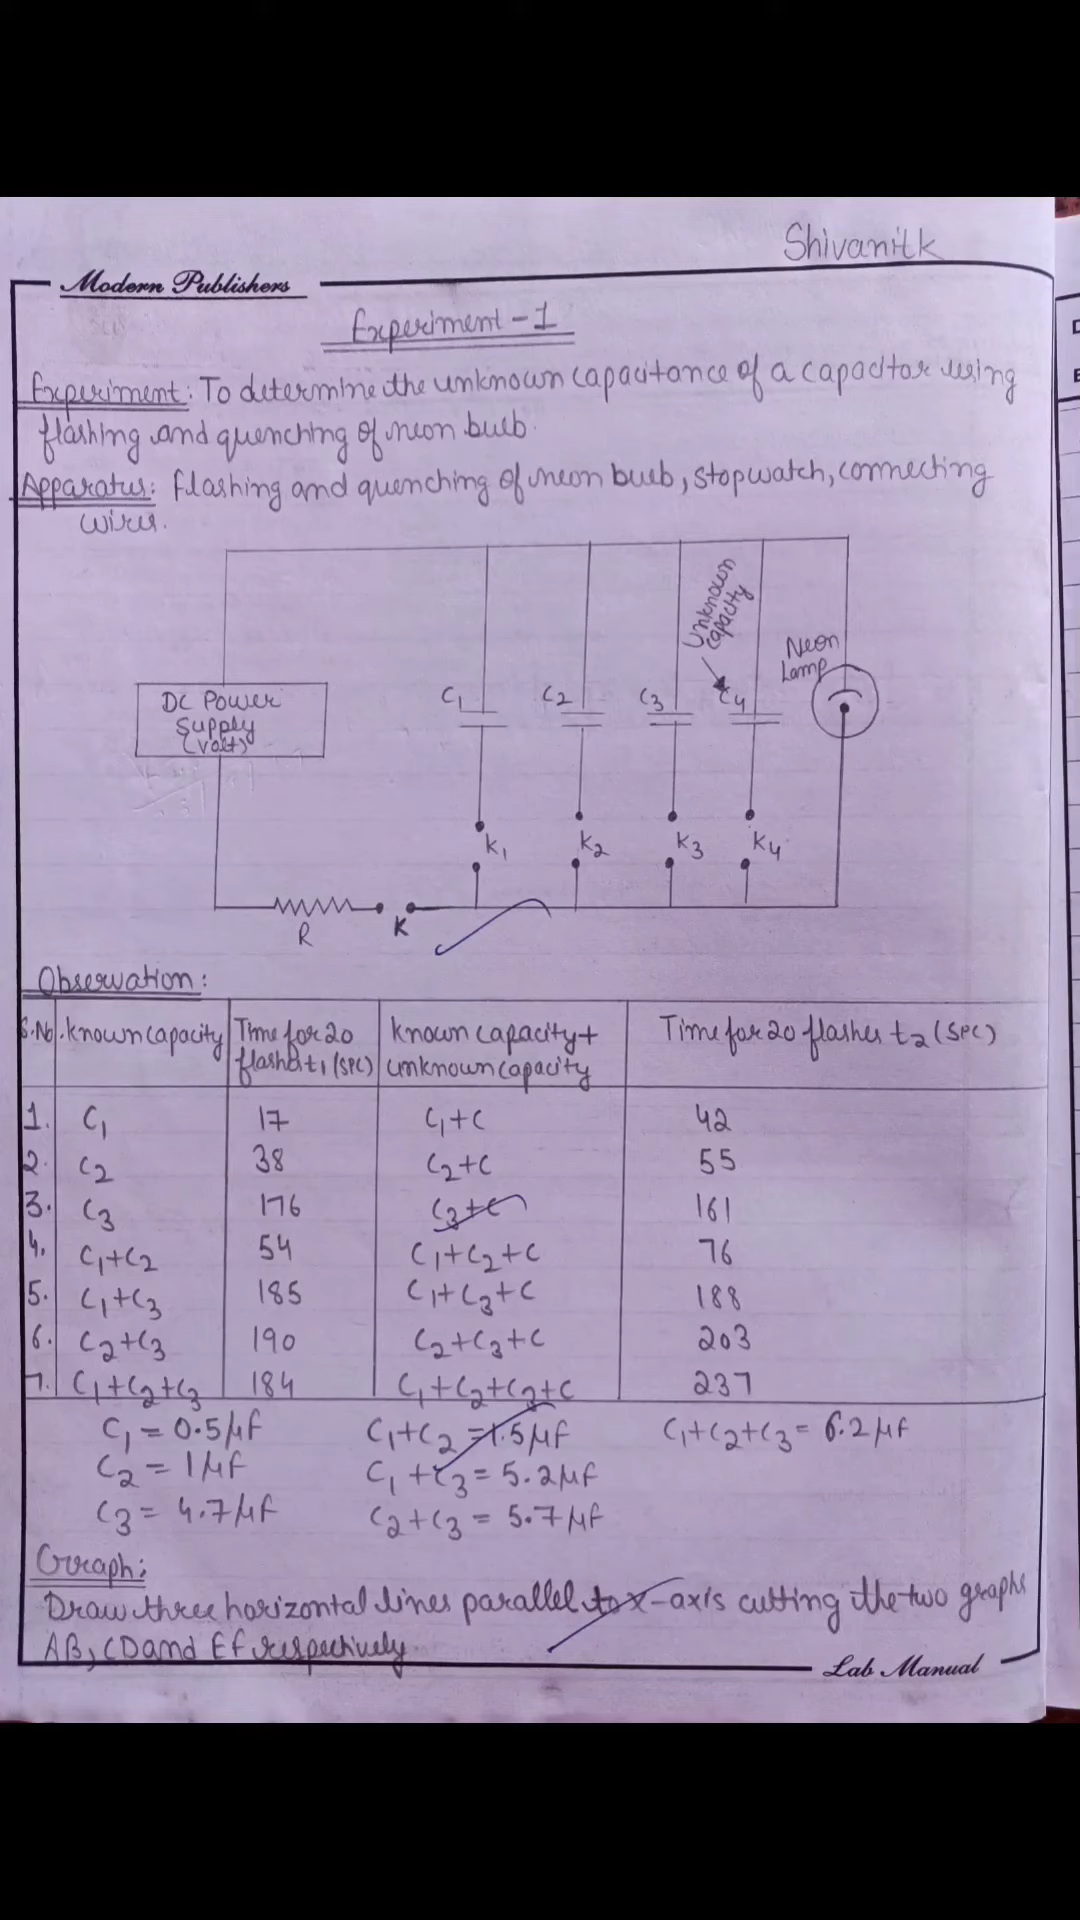 Shivanitk
Modern Publishers
Experiment-1
Experiment: To determine the unknown capacitance of a capacitor using
flashing and quenching of neon bulb.
Apparatus: flashing and quenching of neon bulb, stopwatch, connecting
wires.
Unknown
capacity
Neon
Lamp
DC Power
Supply
(Volt)
C1 C2 C3 C4
K1 K2 K3 K4
R K
Observation:
S.No. Known capacity Time for 20 Known capacity+ Time for 20 flashes t2 (sec)
flashes t1 (sec) unknown capacity
1. C1 17 C1+C 42
2. C2 38 C2+C 55
3. C3 176 C3+C 161
4. C1+C2 54 C1+C2+C 76
5. C1+C3 185 C1+C3+C 188
6. C2+C3 190 C2+C3+C 203
7. C1+C2+C3 184 C1+C2+C3+C 237
C1 = 0.5μf C1+C2 = 1.5μf C1+C2+C3 = 6.2μf
C2 = 1μf C1+C3 = 5.2μf
C3 = 4.7μf C2+C3 = 5.7μf
Graph:
Draw three horizontal lines parallel to x-axis cutting the two graphs
AB, CD and Ef respectively.
Lab Manual